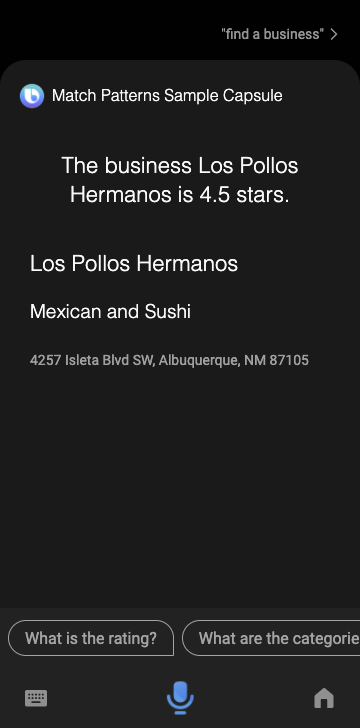 "find a business"
Match Patterns Sample Capsule
The business Los Pollos
Hermanos is 4.5 stars.
Los Pollos Hermanos
Mexican and Sushi
4257 Isleta Blvd SW, Albuquerque, NM 87105
What is the rating?
What are the categorie